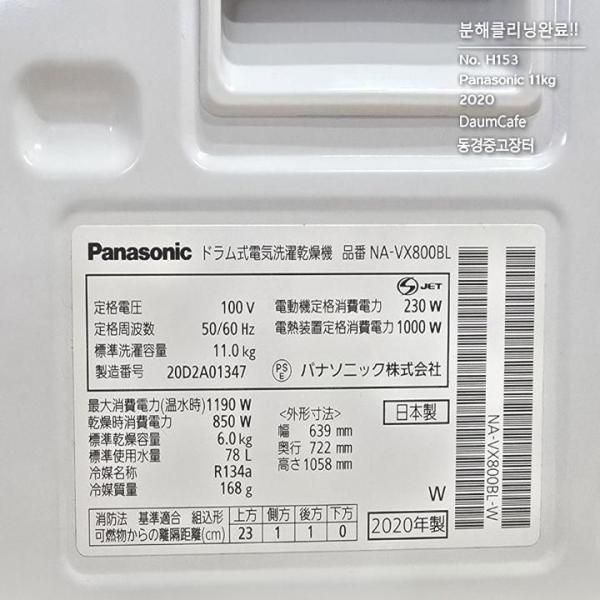 분해클리닝완료!!
No. H153
Panasonic 11kg
2020
DaumCafe
동경중고장터
Panasonic ドラム式電気洗濯乾燥機 品番 NA-VX800BL
S JET
定格電圧 100 V 電動機定格消費電力 230 W
定格周波数 50/60 Hz 電熱装置定格消費電力 1000 W
標準洗濯容量 11.0 kg
製造番号 20D2A01347 PSE パナソニック株式会社
最大消費電力(温水時) 1190 W
乾燥時消費電力 850 W
標準乾燥容量 6.0 kg
標準使用水量 78 L
冷媒名称 R134a
冷媒質量 168 g
<外形寸法>
幅 639 mm
奥行 722 mm
高さ 1058 mm
日本製
W
消防法 基準適合 組込形 上方 側方 後方 下方
可燃物からの離隔距離(cm) 23 1 1 0
2020年製
NA-VX800BL-W